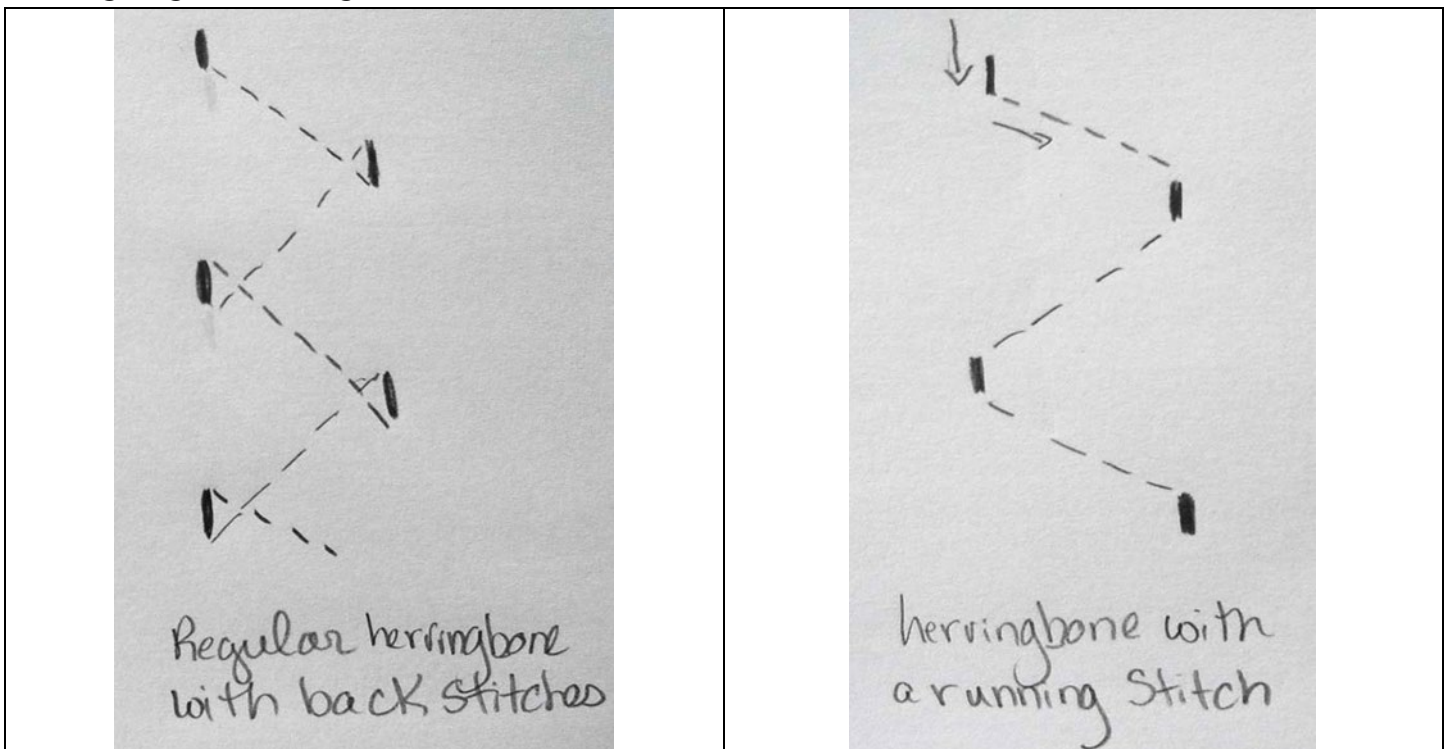 Regular herringbone
with back stitches
herringbone with
a running Stitch